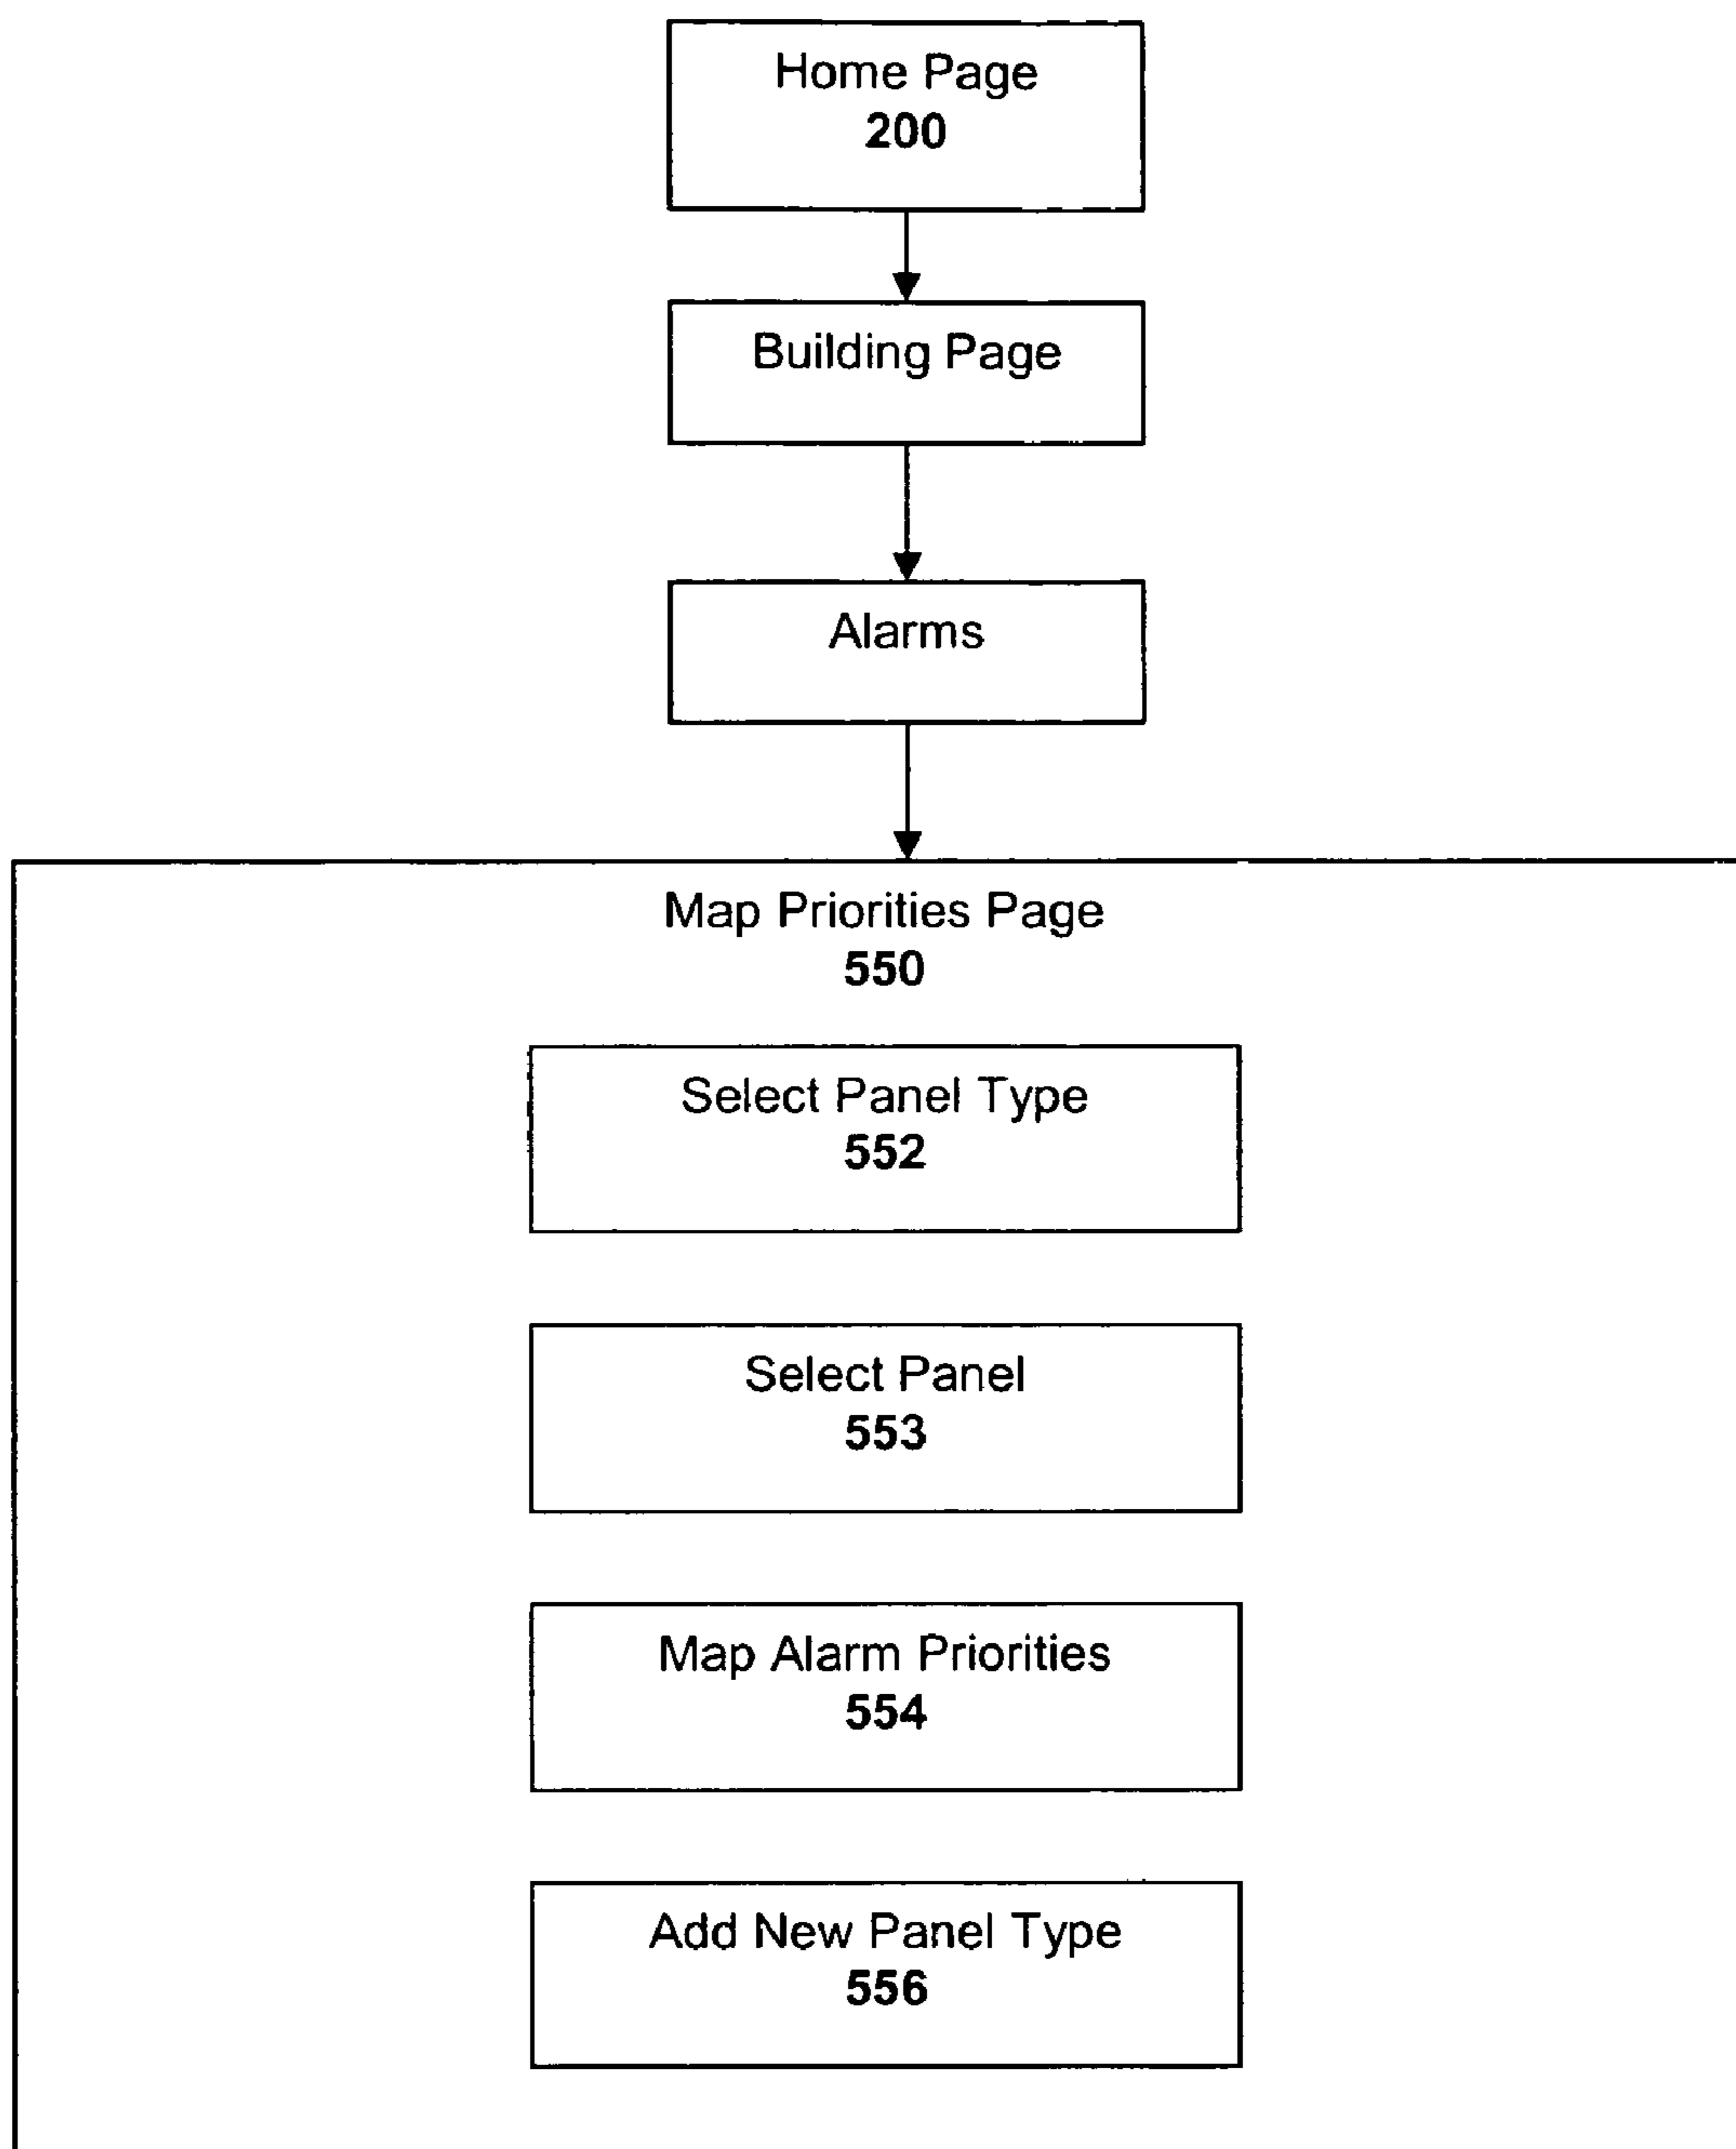 Home Page
200
Building Page
Alarms
Map Priorities Page
550
Select Panel Type
552
Select Panel
553
Map Alarm Priorities
554
Add New Panel Type
556